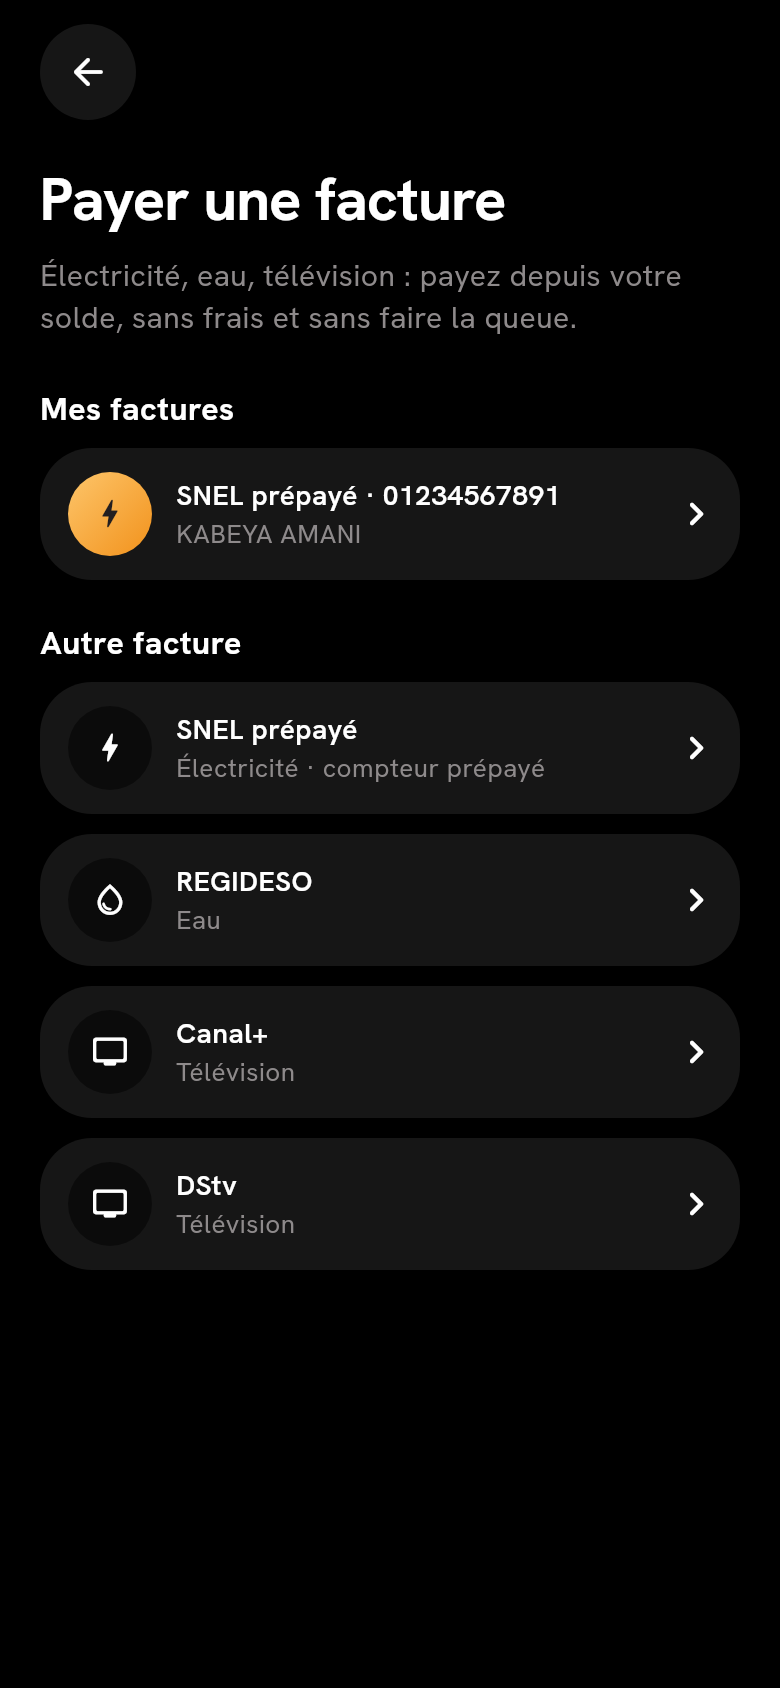 Payer une facture
Électricité, eau, télévision : payez depuis votre
solde, sans frais et sans faire la queue.
Mes factures
SNEL prépayé · 01234567891
KABEYA AMANI
Autre facture
SNEL prépayé
Électricité · compteur prépayé
REGIDESO
Eau
Canal+
Télévision
DStv
Télévision